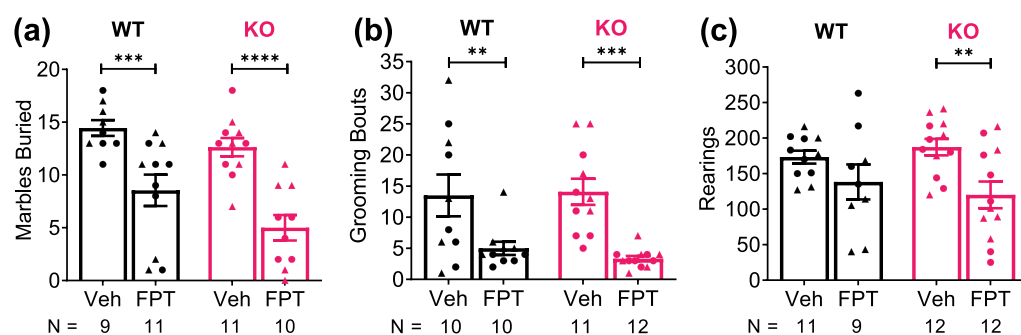 (a) WT KO
*** ****
Marbles Buried
20
15
10
5
0
Veh FPT Veh FPT
N = 9 11 11 10
(b) WT KO
** ***
Grooming Bouts
35
30
25
20
15
10
5
0
Veh FPT Veh FPT
N = 10 10 11 12
(c) WT KO
**
Rearings
300
250
200
150
100
50
0
Veh FPT Veh FPT
N = 11 9 12 12